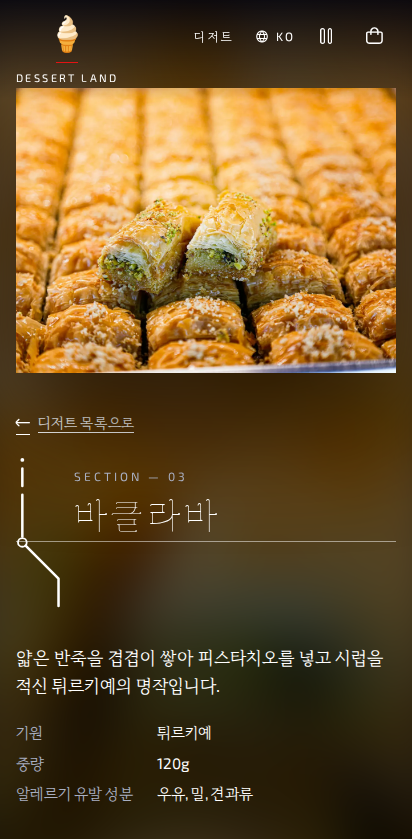 디저트
KO
DESSERT LAND
← 디저트 목록으로
SECTION — 03
바클라바
얇은 반죽을 겹겹이 쌓아 피스타치오를 넣고 시럽을
적신 튀르키예의 명작입니다.
기원 튀르키예
중량 120g
알레르기 유발 성분 우유, 밀, 견과류